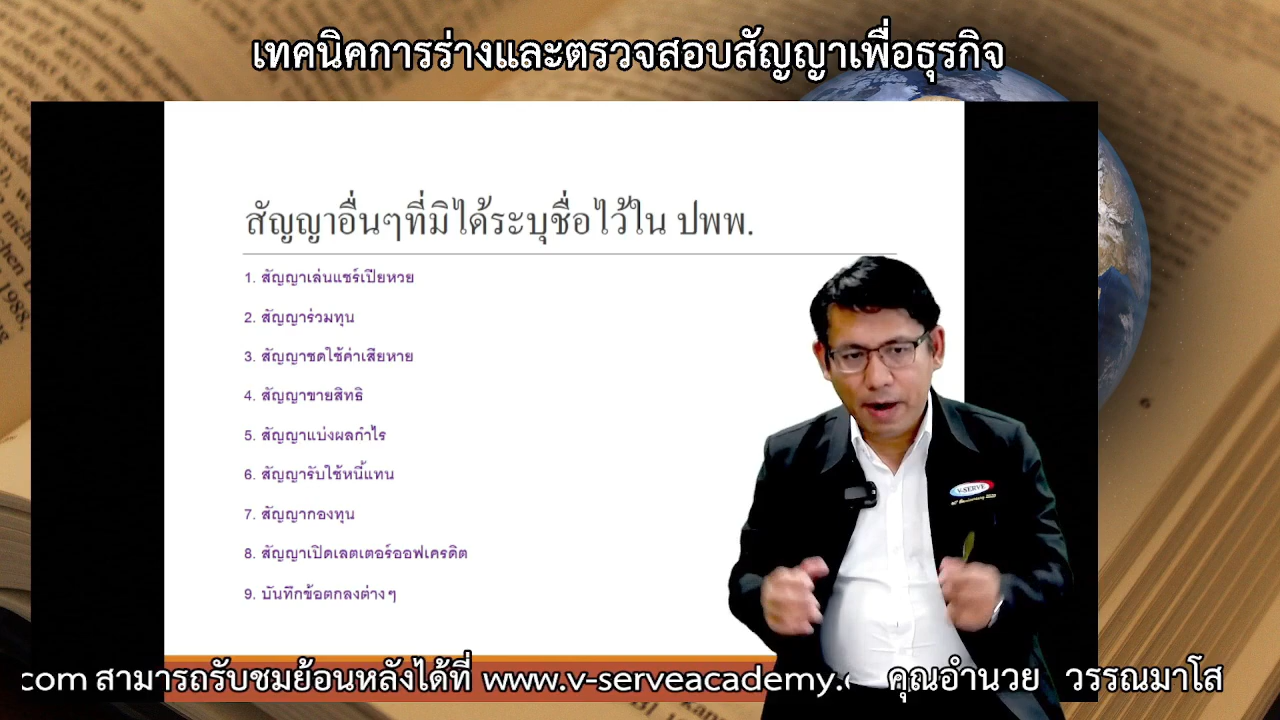 เทคนิคการร่างและตรวจสอบสัญญาเพื่อธุรกิจ
สัญญาอื่นๆที่มิได้ระบุชื่อไว้ใน ปพพ.
1. สัญญาเล่นแชร์เปียหวย
2. สัญญาร่วมทุน
3. สัญญาชดใช้ค่าเสียหาย
4. สัญญาขายสิทธิ
5. สัญญาแบ่งผลกำไร
6. สัญญารับใช้หนี้แทน
7. สัญญากองทุน
8. สัญญาเปิดเลตเตอร์ออฟเครดิต
9. บันทึกข้อตกลงต่างๆ
V-SERVE
com สามารถรับชมย้อนหลังได้ที่ www.v-serveacademy.c
คุณอำนวย วรรณมาโส